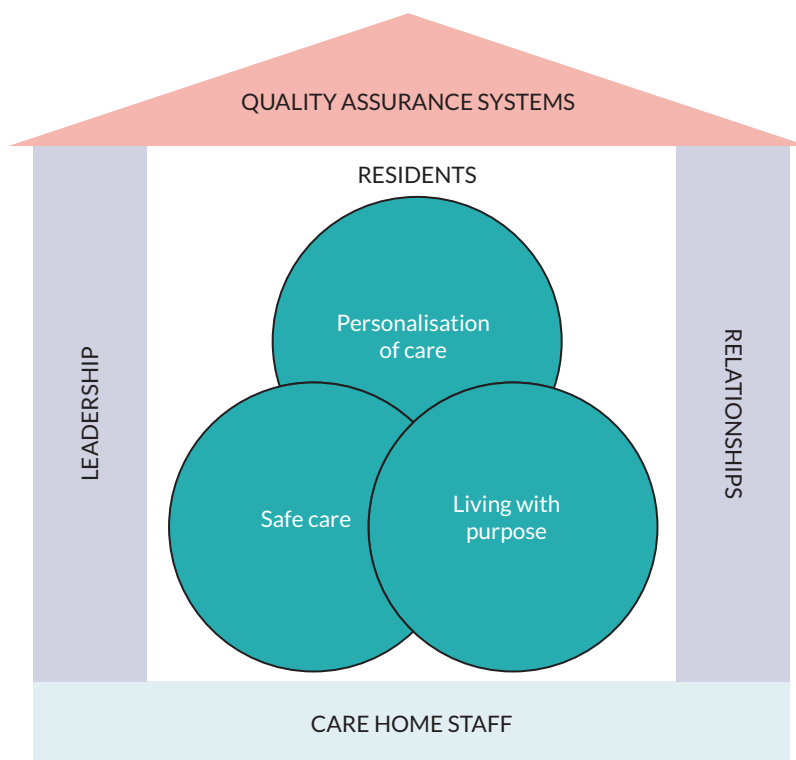 QUALITY ASSURANCE SYSTEMS
RESIDENTS
Personalisation
of care
LEADERSHIP
RELATIONSHIPS
Safe care
Living with
purpose
CARE HOME STAFF